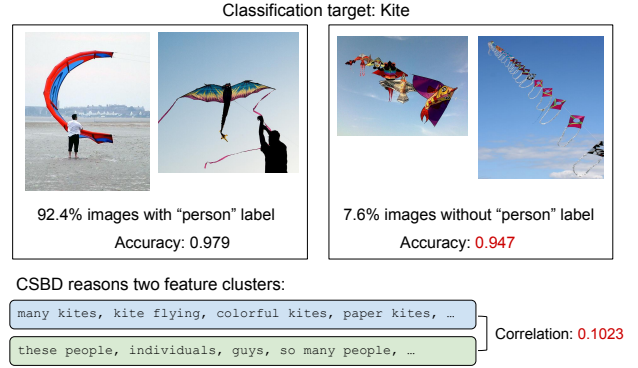 Classification target: Kite
92.4% images with “person” label
Accuracy: 0.979
7.6% images without “person” label
Accuracy: 0.947
CSBD reasons two feature clusters:
many kites, kite flying, colorful kites, paper kites, …
these people, individuals, guys, so many people, …
Correlation: 0.1023